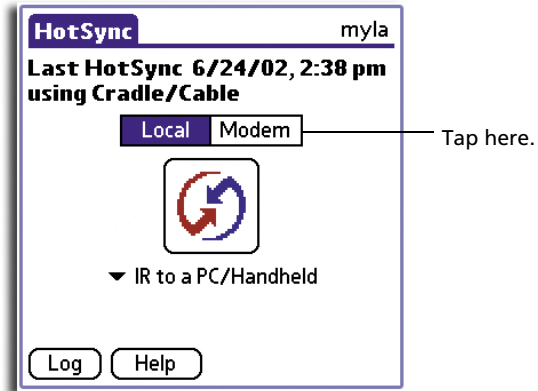 HotSync myla
Last HotSync 6/24/02, 2:38 pm
using Cradle/Cable
Local Modem
Tap here.
IR to a PC/Handheld
Log Help